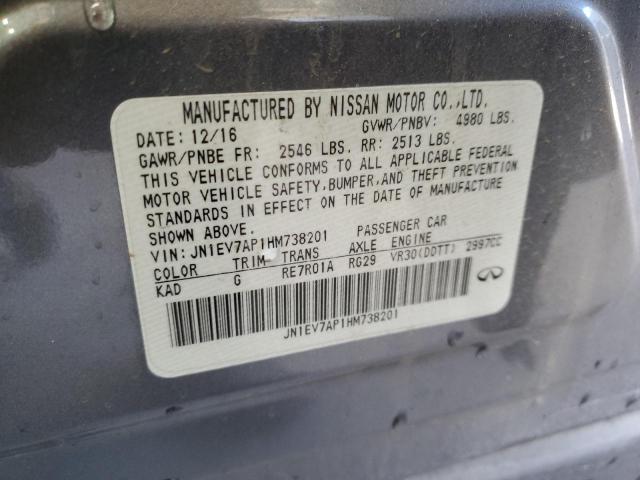 MANUFACTURED BY NISSAN MOTOR CO.,LTD.
DATE: 12/16 GVWR/PNBV: 4980 LBS.
GAWR/PNBE FR: 2546 LBS. RR: 2513 LBS.
THIS VEHICLE CONFORMS TO ALL APPLICABLE FEDERAL
MOTOR VEHICLE SAFETY,BUMPER,AND THEFT PREVENTION
STANDARDS IN EFFECT ON THE DATE OF MANUFACTURE
SHOWN ABOVE.
VIN: JN1EV7AP1HM738201 PASSENGER CAR
COLOR TRIM TRANS AXLE ENGINE
KAD G RE7R01A RG29 VR30(DDTT) 2997CC
JN1EV7AP1HM738201